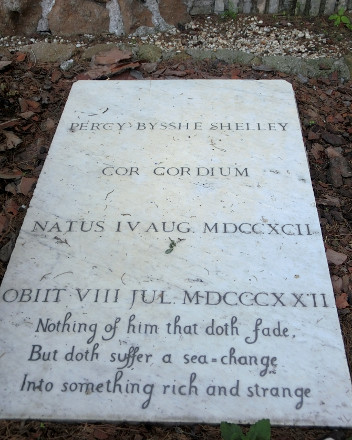 PERCY BYSSHE SHELLEY
COR CORDIUM
NATUS IV AUG. MDCCXCII
OBIIT VIII JUL. MDCCCXXII
Nothing of him that doth fade,
But doth suffer a sea-change
Into something rich and strange